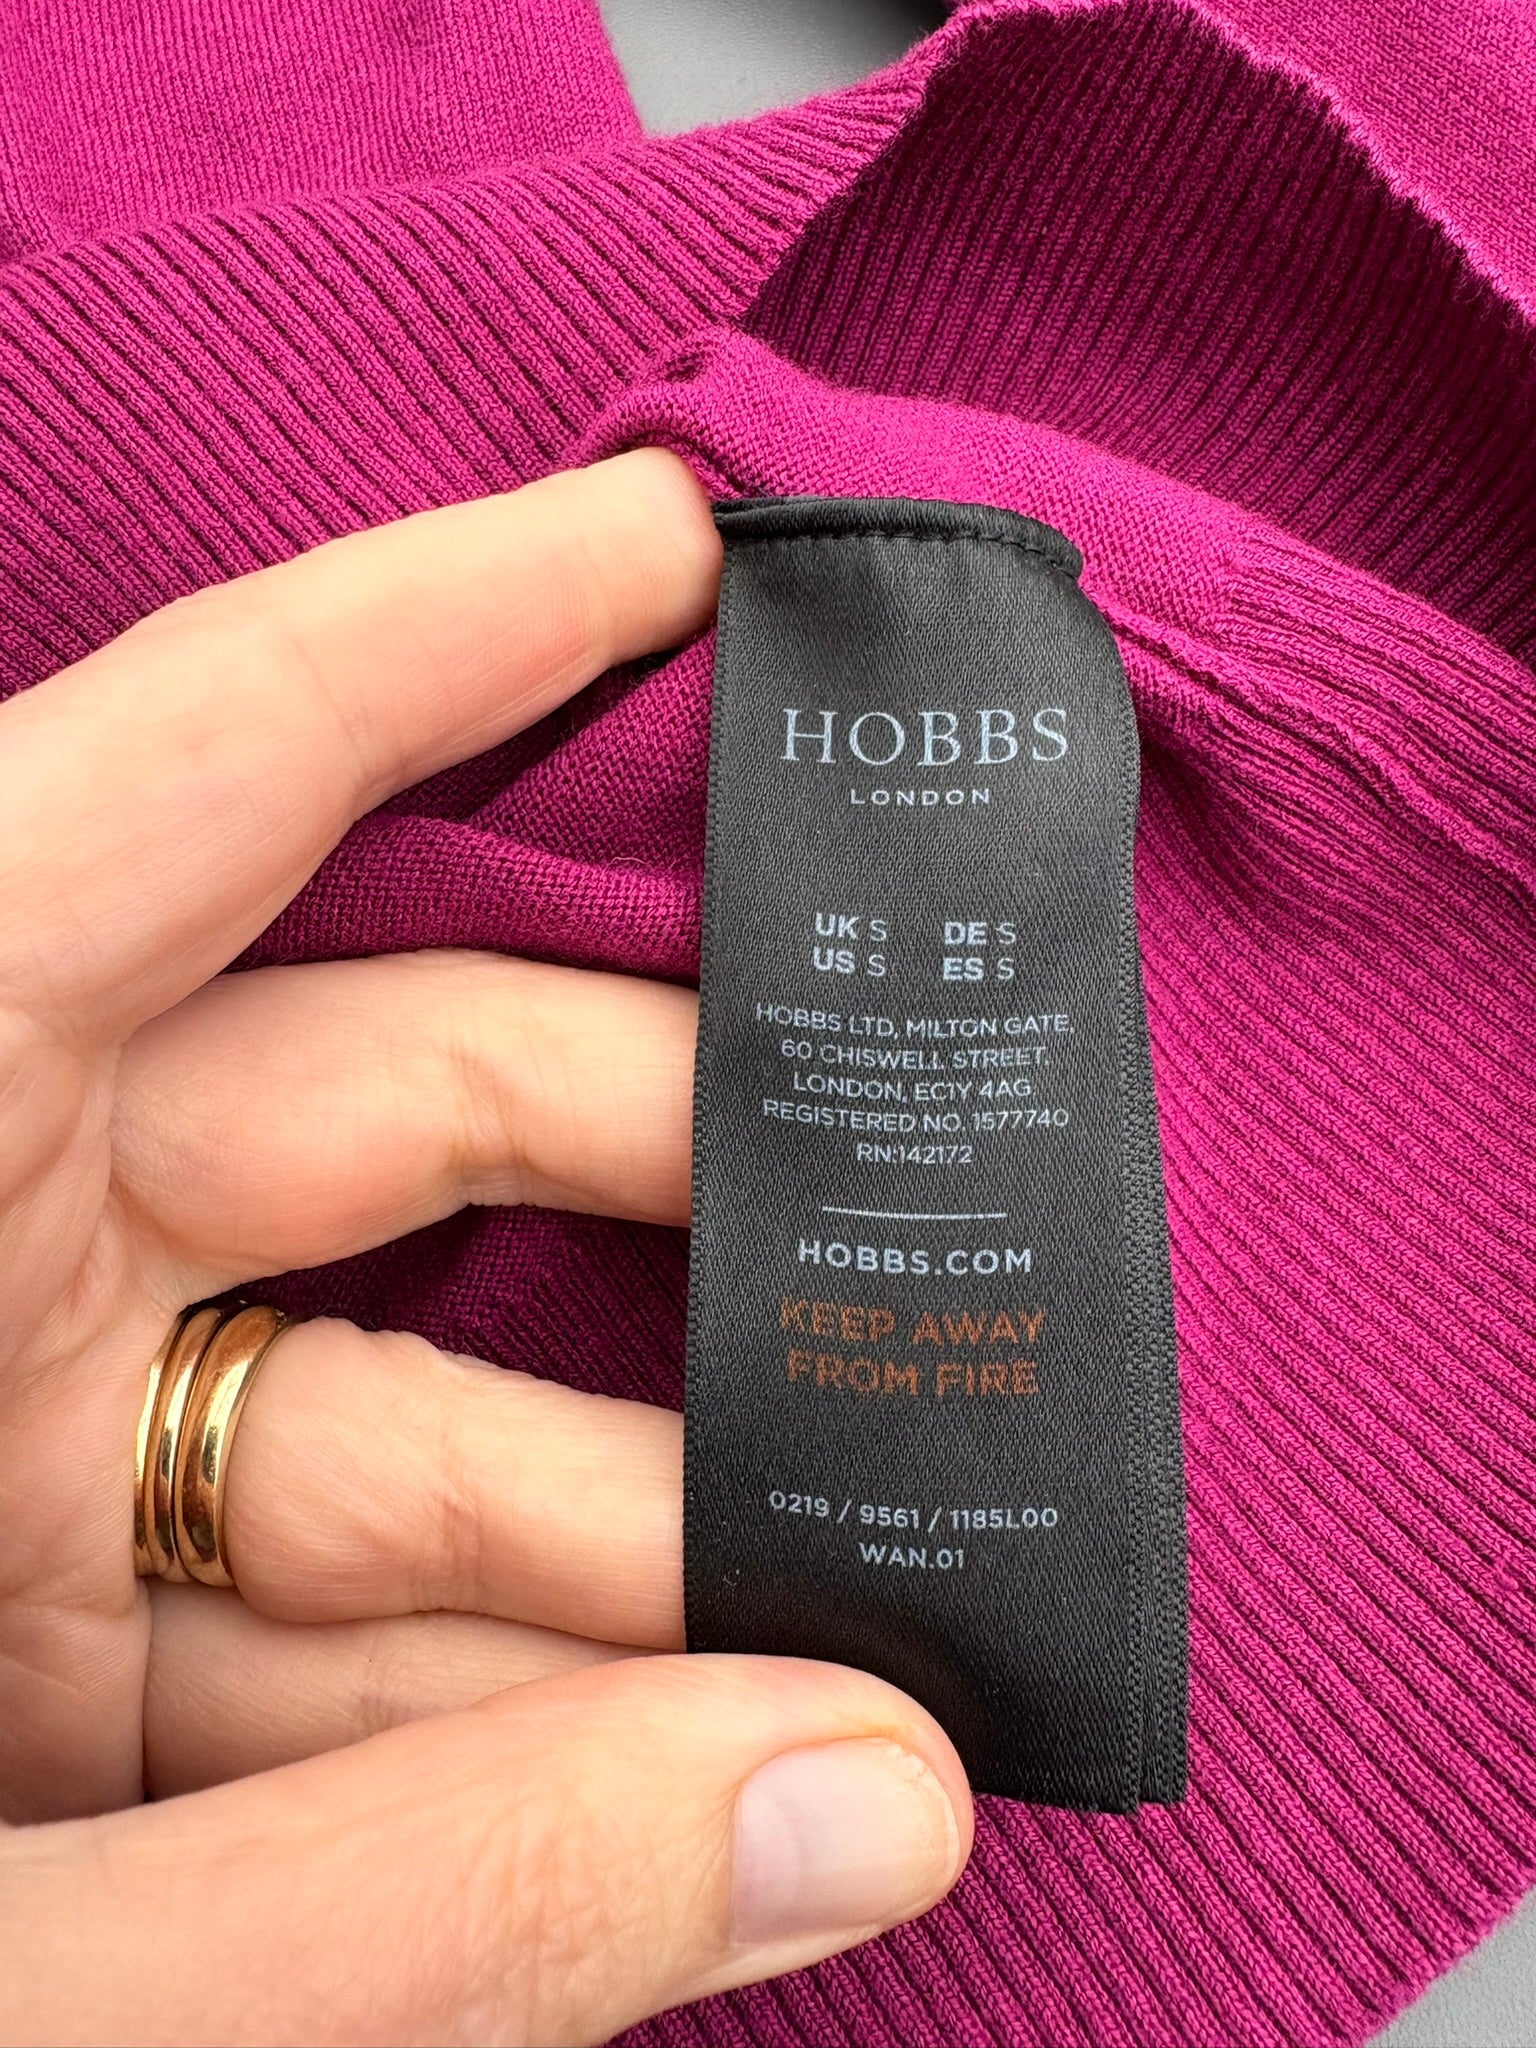 HOBBS
LONDON
UK S DE S
US S ES S
HOBBS LTD, MILTON GATE,
60 CHISWELL STREET,
LONDON, EC1Y 4AG
REGISTERED NO. 1577740
RN:142172
HOBBS.COM
KEEP AWAY
FROM FIRE
0219 / 9561 / 1185L00
WAN.01